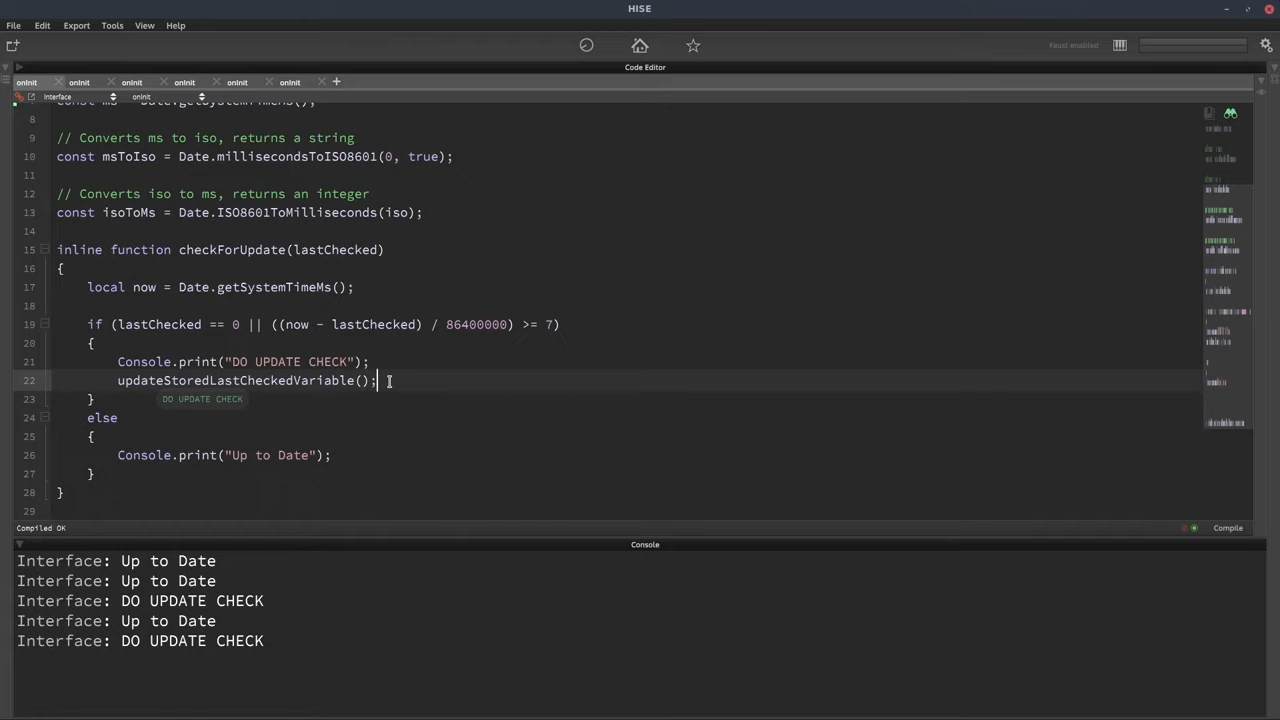 HISE
File Edit Export Tools View Help
Faust enabled
Code Editor
onInit onInit onInit onInit onInit onInit +
Interface onInit
8
9 // Converts ms to iso, returns a string
10 const msToIso = Date.millisecondsToISO8601(0, true);
11
12 // Converts iso to ms, returns an integer
13 const isoToMs = Date.ISO8601ToMilliseconds(iso);
14
15 inline function checkForUpdate(lastChecked)
16 {
17 local now = Date.getSystemTimeMs();
18
19 if (lastChecked == 0 || ((now - lastChecked) / 86400000) >= 7)
20 {
21 Console.print("DO UPDATE CHECK");
22 updateStoredLastCheckedVariable();
23 }
DO UPDATE CHECK
24 else
25 {
26 Console.print("Up to Date");
27 }
28 }
29
Compiled OK Compile
Console
Interface: Up to Date
Interface: Up to Date
Interface: DO UPDATE CHECK
Interface: Up to Date
Interface: DO UPDATE CHECK